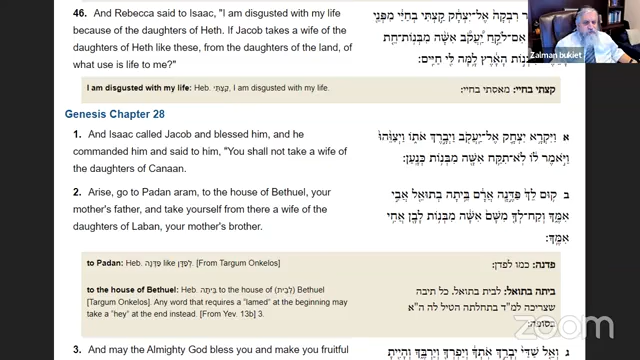 46. And Rebecca said to Isaac, "I am disgusted with my life
because of the daughters of Heth. If Jacob takes a wife of the
daughters of Heth like these, from the daughters of the land, of
what use is life to me?"
רִבְקָה אֶל־יִצְחָק קַצְתִּי בְחַיַּי מִפְּנֵי
אִם־לֹקֵחַ יַעֲקֹב אִשָּׁה מִבְּנוֹת־חֵת
מִבְּנוֹת הָאָרֶץ לָמָּה לִּי חַיִּים:
Zalman bukiet
I am disgusted with my life: Heb. קַצְתִּי, I am disgusted with my life.
קצתי בחיי: מאסתי בחיי:
Genesis Chapter 28
1. And Isaac called Jacob and blessed him, and he
commanded him and said to him, "You shall not take a wife of
the daughters of Canaan.
א וַיִּקְרָא יִצְחָק אֶל־יַעֲקֹב וַיְבָרֶךְ אֹתוֹ וַיְצַוֵּהוּ
וַיֹּאמֶר לוֹ לֹא־תִקַּח אִשָּׁה מִבְּנוֹת כְּנָעַן:
2. Arise, go to Padan aram, to the house of Bethuel, your
mother's father, and take yourself from there a wife of the
daughters of Laban, your mother's brother.
ב קוּם לֵךְ פַּדֶּנָה אֲרָם בֵּיתָה בְתוּאֵל אֲבִי
אִמֶּךָ וְקַח־לְךָ מִשָּׁם אִשָּׁה מִבְּנוֹת לָבָן אֲחִי
אִמֶּךָ:
to Padan: Heb. פַּדֶּנָה like לְפַדָּן. [From Targum Onkelos]
פדנה: כמו לפדן:
to the house of Bethuel: Heb. בֵּיתָה to the house of (לְבֵית) Bethuel
[Targum Onkelos]. Any word that requires a "lamed" at the beginning may
take a "hey" at the end instead. [From Yev. 13b] 3.
ביתה בתואל: לבית בתואל. כל תיבה
שצריכה למ"ד בתחלתה הטיל לה ה"א
בסופה:
3. And may the Almighty God bless you and make you fruitful
ג וְאֵל שַׁדַּי יְבָרֵךְ אֹתְךָ וְיַפְרְךָ וְיַרְבֶּךָ וְהָיִיתָ
zoom